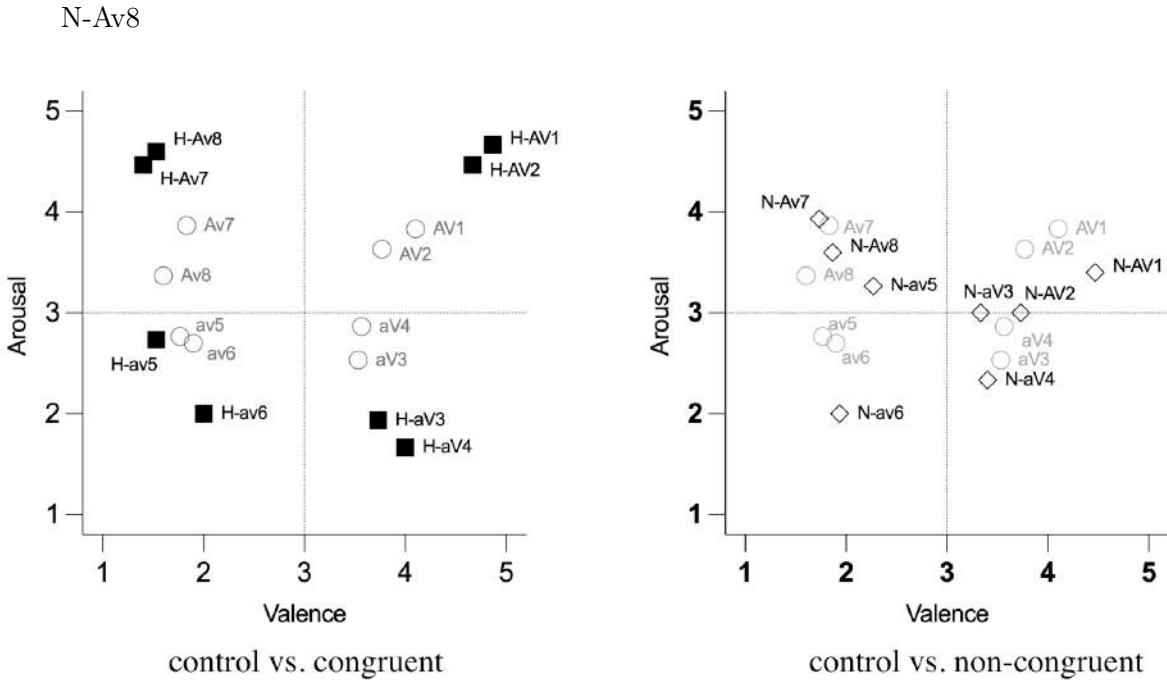 N-Av8
5
4
3
2
1
Arousal
H-Av8
H-Av7
H-AV1
H-AV2
Av7
AV1
AV2
Av8
av5
av6
aV4
aV3
H-av5
H-av6
H-aV3
H-aV4
1 2 3 4 5
Valence
control vs. congruent
5
4
3
2
1
Arousal
N-Av7
Av7
N-Av8
Av8
N-av5
AV1
AV2
N-AV1
N-aV3 N-AV2
av5
av6
aV4
aV3
N-aV4
N-av6
1 2 3 4 5
Valence
control vs. non-congruent